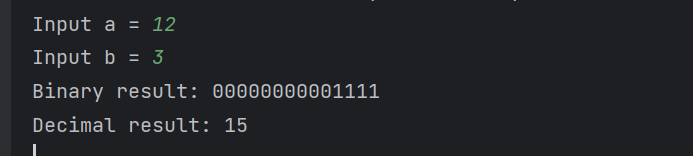 Input a = 12
Input b = 3
Binary result: 00000000001111
Decimal result: 15